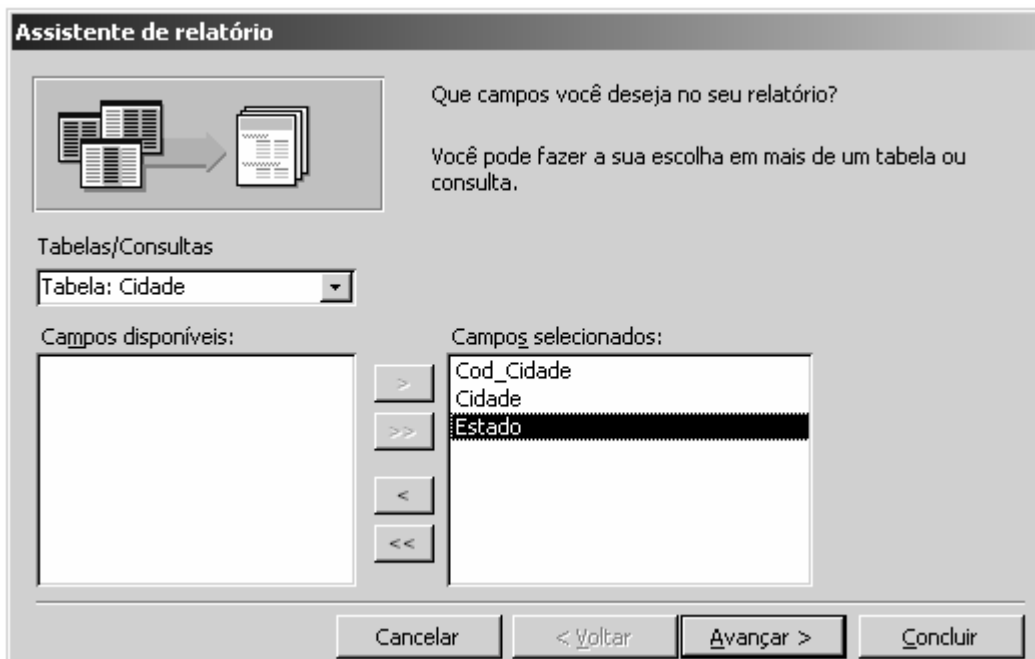 Assistente de relatório
Que campos você deseja no seu relatório?
Você pode fazer a sua escolha em mais de um tabela ou
consulta.
Tabelas/Consultas
Tabela: Cidade
Campos disponíveis:
Campos selecionados:
Cod_Cidade
Cidade
Estado
>
>>
<
<<
Cancelar
< Voltar
Avançar >
Concluir